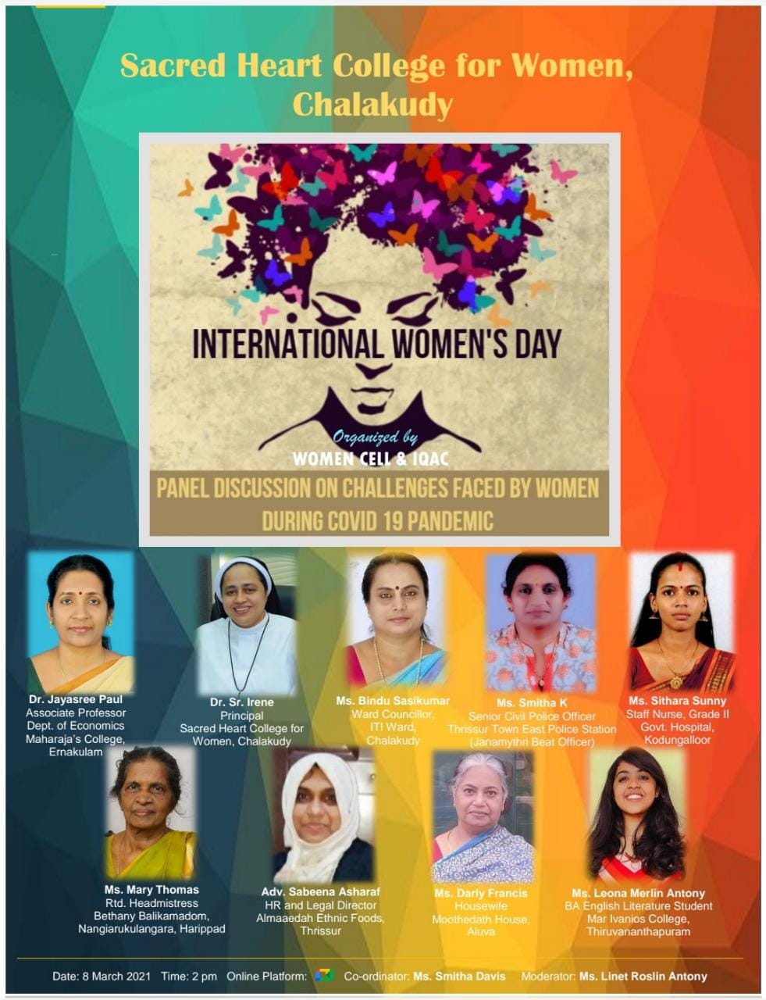 Sacred Heart College for Women,
Chalakudy
INTERNATIONAL WOMEN'S DAY
Organized by
WOMEN CELL & IQAC
PANEL DISCUSSION ON CHALLENGES FACED BY WOMEN
DURING COVID 19 PANDEMIC
Dr. Jayasree Paul
Associate Professor
Dept. of Economics
Maharaja's College,
Ernakulam
Dr. Sr. Irene
Principal
Sacred Heart College for
Women, Chalakudy
Ms. Bindu Sasikumar
Ward Councillor,
ITI Ward,
Chalakudy
Ms. Smitha K
Senior Civil Police Officer
Thrissur Town East Police Station
(Janamythri Beat Officer)
Ms. Sithara Sunny
Staff Nurse, Grade II
Govt. Hospital,
Kodungalloor
Ms. Mary Thomas
Rtd. Headmistress
Bethany Balikamadom,
Nangiarukulangara, Harippad
Adv. Sabeena Asharaf
HR and Legal Director
Almaaedah Ethnic Foods,
Thrissur
Ms. Darly Francis
Housewife
Moothedath House,
Aluva
Ms. Leona Merlin Antony
BA English Literature Student
Mar Ivanios College,
Thiruvananthapuram
Date: 8 March 2021 Time: 2 pm Online Platform: Co-ordinator: Ms. Smitha Davis Moderator: Ms. Linet Roslin Antony